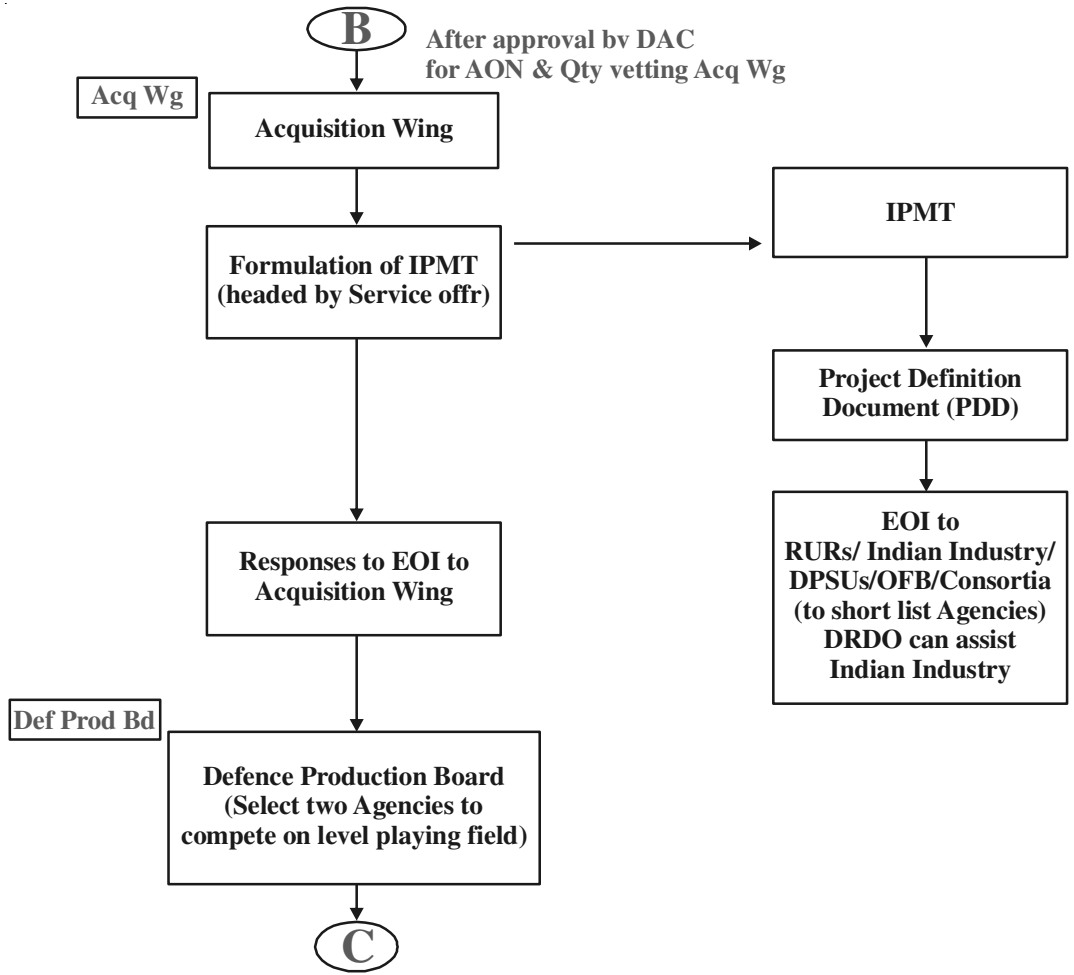 B
After approval bv DAC
for AON & Qty vetting Acq Wg
Acq Wg
Acquisition Wing
Formulation of IPMT
(headed by Service offr)
IPMT
Project Definition
Document (PDD)
EOI to
RURs/ Indian Industry/
DPSUs/OFB/Consortia
(to short list Agencies)
DRDO can assist
Indian Industry
Responses to EOI to
Acquisition Wing
Def Prod Bd
Defence Production Board
(Select two Agencies to
compete on level playing field)
C